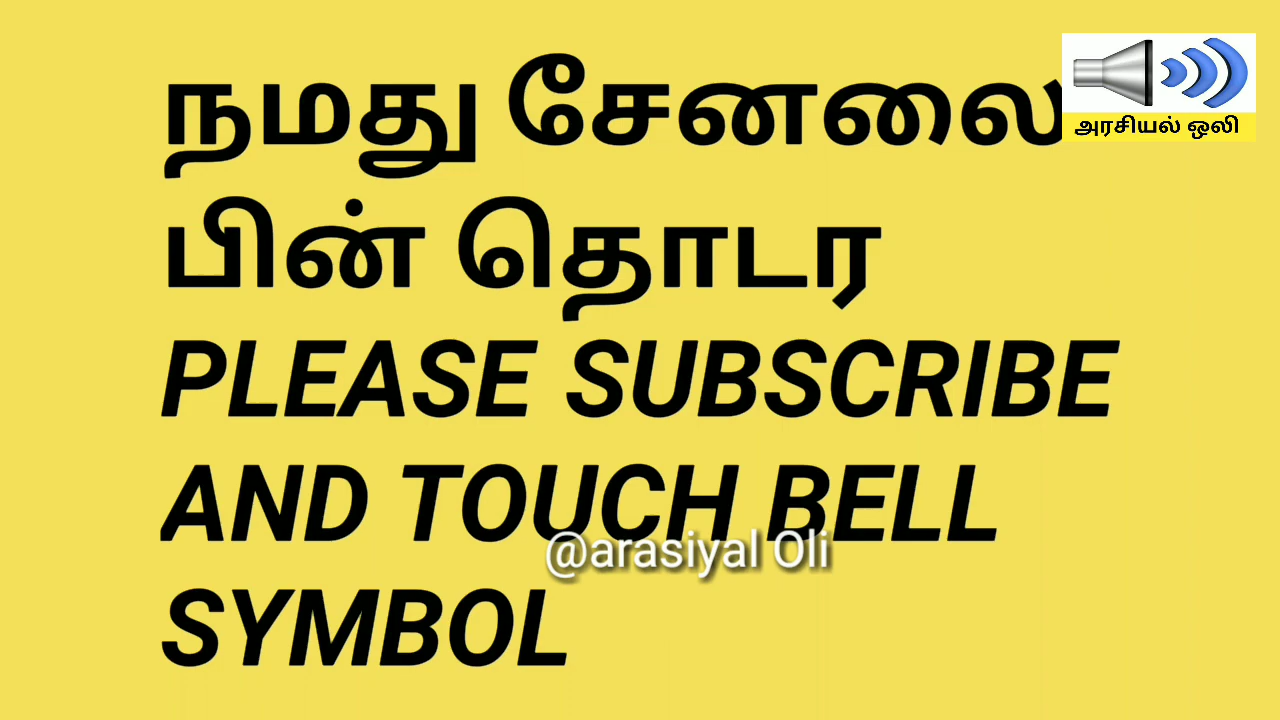 நமது சேனலை
அரசியல் ஒலி
பின் தொடர
PLEASE SUBSCRIBE
AND TOUCH BELL
@arasiyal Oli
SYMBOL